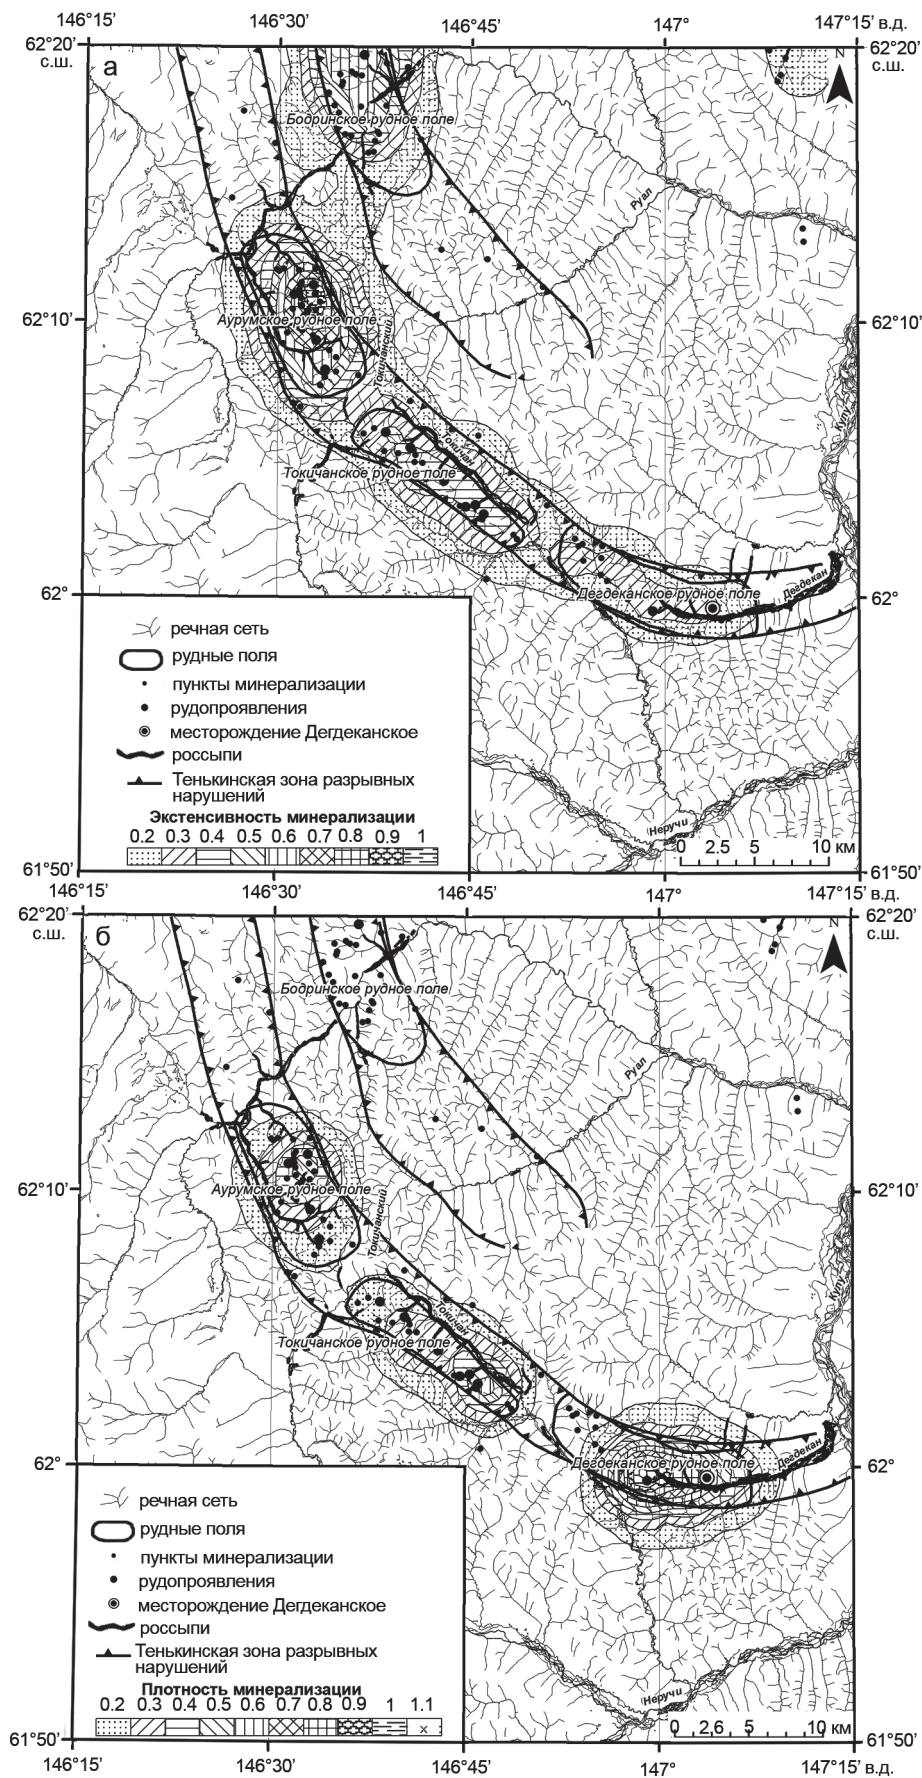 146°15' 146°30' 146°45' 147° 147°15' в.д.
62°20' с.ш.
62°20' с.ш.
а
N
Бодринское рудное поле
Руал
62°10'
62°10'
Аурумское рудное поле
Токичанский
Кулу
Токичан
Токичанское рудное поле
62°
62°
Дегдеканское рудное поле
Дегдекан
речная сеть
рудные поля
пункты минерализации
рудопроявления
месторождение Дегдеканское
россыпи
Тенькинская зона разрывных
нарушений
Экстенсивность минерализации
0.2 0.3 0.4 0.5 0.6 0.7 0.8 0.9 1
Неручи
0 2.5 5 10 км
61°50'
61°50'
146°15' 146°30' 146°45' 147° 147°15' в.д.
62°20' с.ш.
62°20' с.ш.
б
N
Бодринское рудное поле
Руал
62°10'
62°10'
Аурумское рудное поле
Токичанский
Кулу
Токичан
Токичанское рудное поле
62°
62°
Дегдеканское рудное поле
Дегдекан
речная сеть
рудные поля
пункты минерализации
рудопроявления
месторождение Дегдеканское
россыпи
Тенькинская зона разрывных
нарушений
Плотность минерализации
0.2 0.3 0.4 0.5 0.6 0.7 0.8 0.9 1 1.1
Неручи
0 2,6 5 10 км
61°50'
61°50'
146°15' 146°30' 146°45' 147° 147°15' в.д.